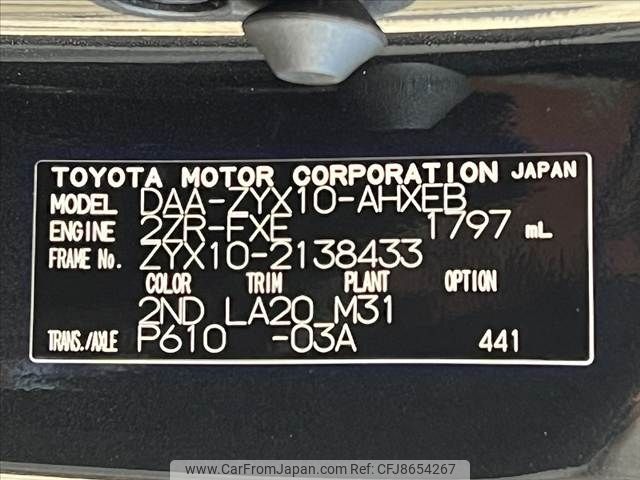 TOYOTA MOTOR CORPORATION JAPAN
MODEL DAA-ZYX10-AHXEB
ENGINE 2ZR-FXE 1797 mL
FRAME No. ZYX10-2138433
COLOR TRIM PLANT OPTION
2ND LA20 M31
TRANS./AXLE P610 -03A 441
www.CarFromJapan.com ID: CFJ8654267